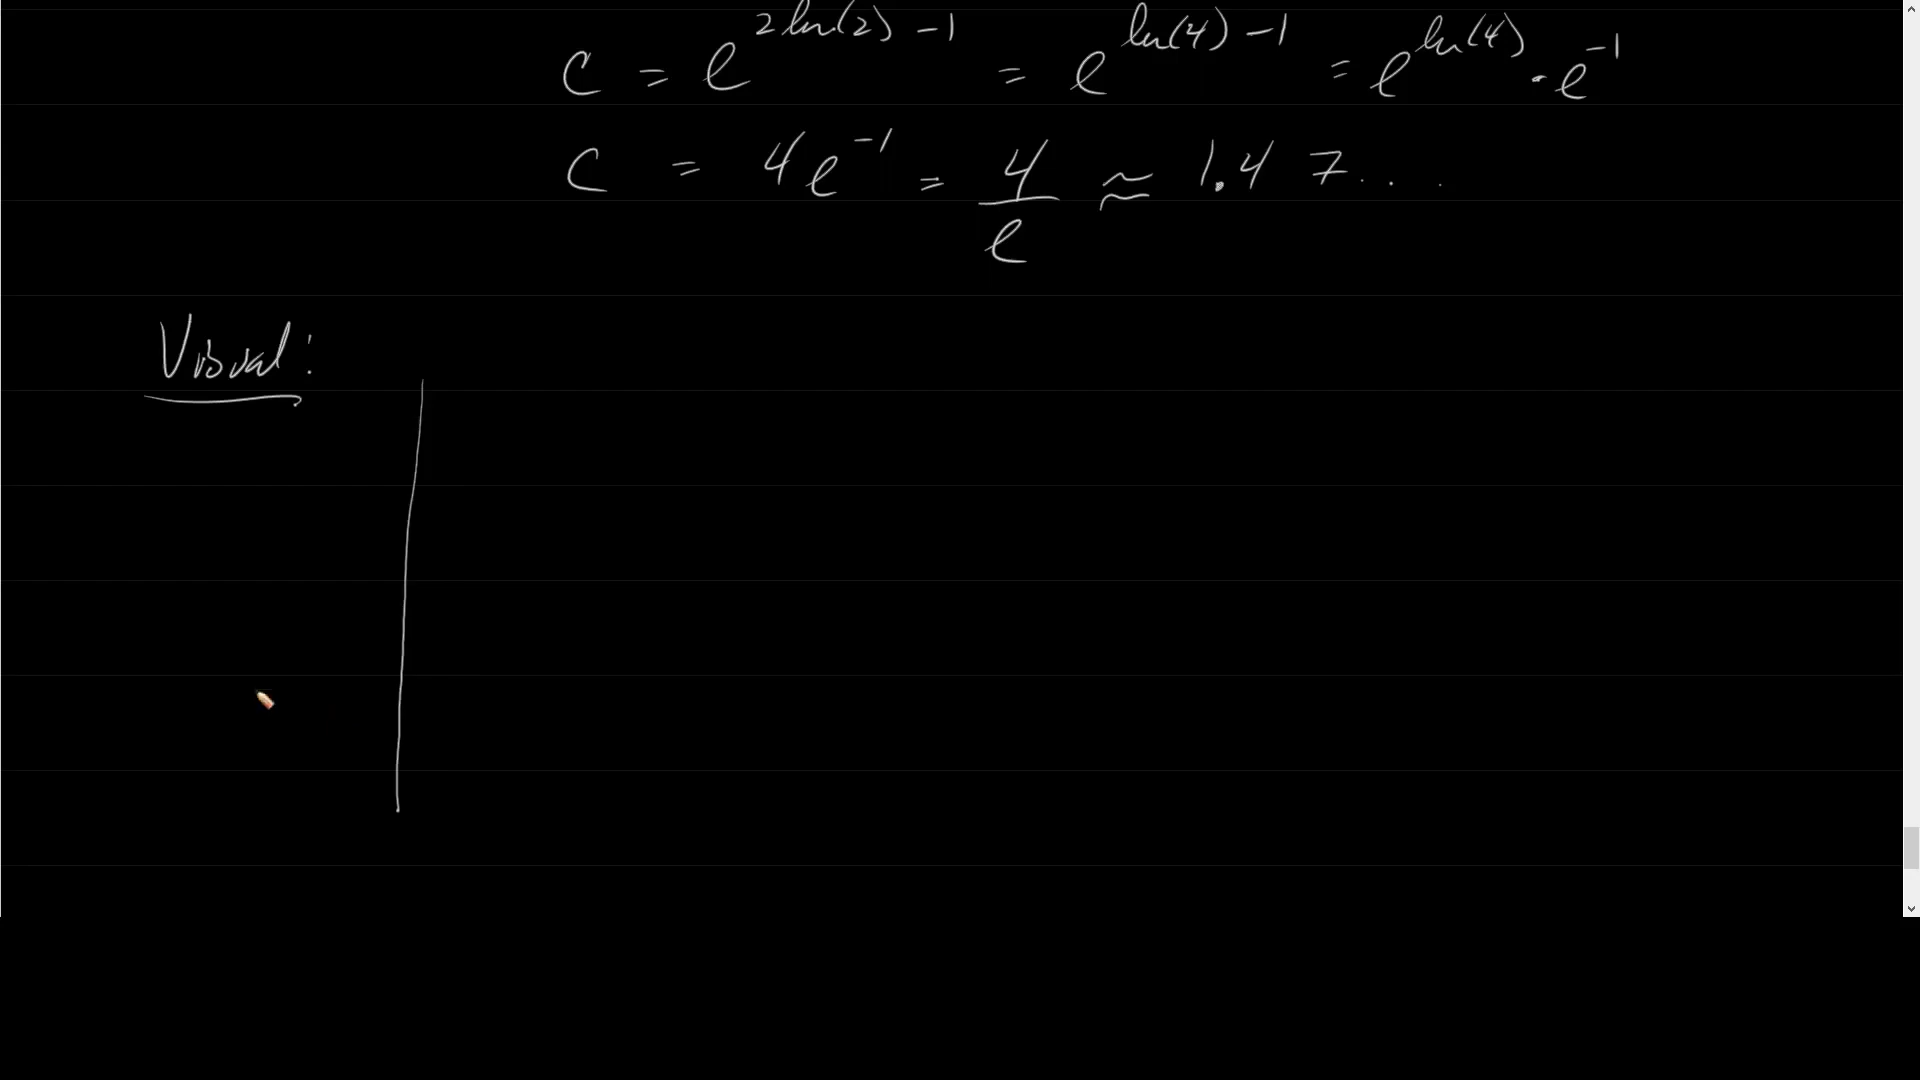 c = e^{2ln(2) -1} = e^{ln(4) -1} = e^{ln(4)} · e^{-1}
c = 4e^{-1} = 4/e ≈ 1.47...
Visual: